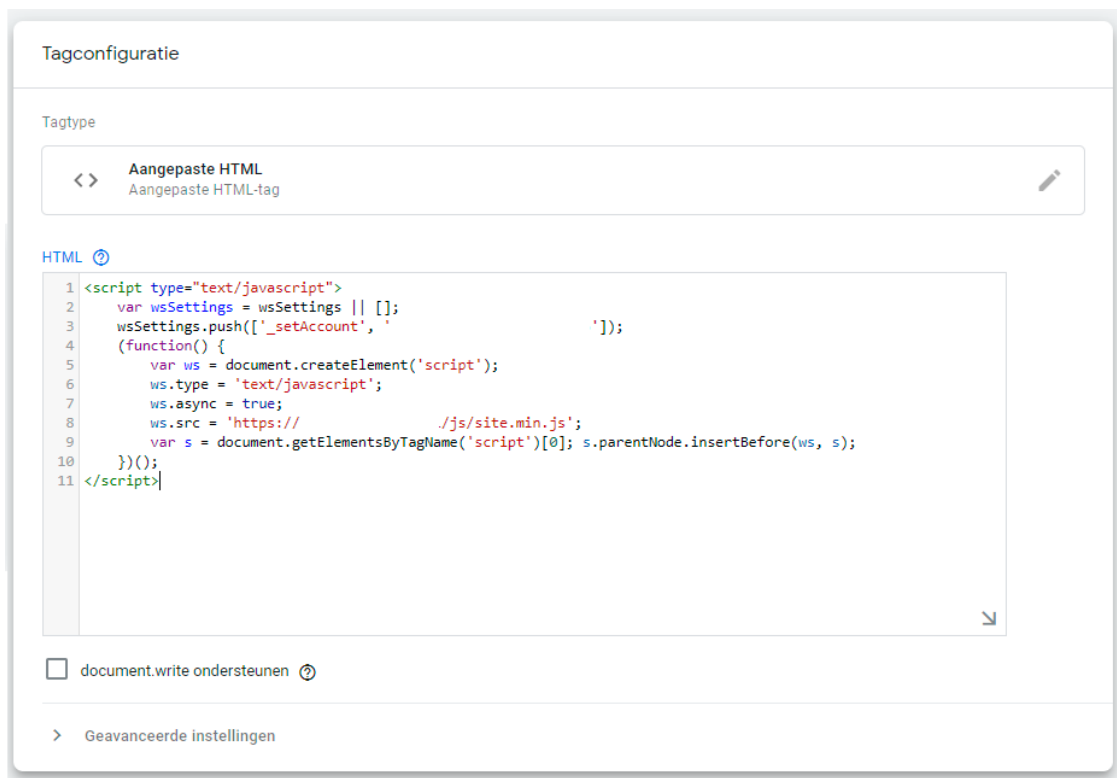 Tagconfiguratie
Tagtype
Aangepaste HTML
Aangepaste HTML-tag
HTML
1 <script type="text/javascript">
2 var wsSettings = wsSettings || [];
3 wsSettings.push(['_setAccount', ' ']);
4 (function() {
5 var ws = document.createElement('script');
6 ws.type = 'text/javascript';
7 ws.async = true;
8 ws.src = 'https:// ./js/site.min.js';
9 var s = document.getElementsByTagName('script')[0]; s.parentNode.insertBefore(ws, s);
10 })();
11 </script>
document.write ondersteunen
Geavanceerde instellingen